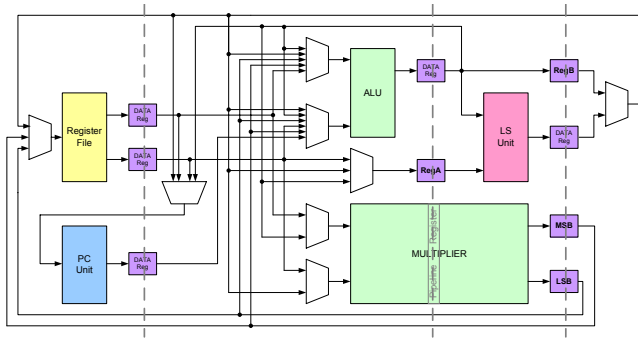 DATA
Reg
RegB
ALU
DATA
Reg
Register
File
LS
Unit
DATA
Reg
DATA
Reg
RegA
MSB
PC
Unit
DATA
Reg
MULTIPLIER
Pipeline
Register
LSB